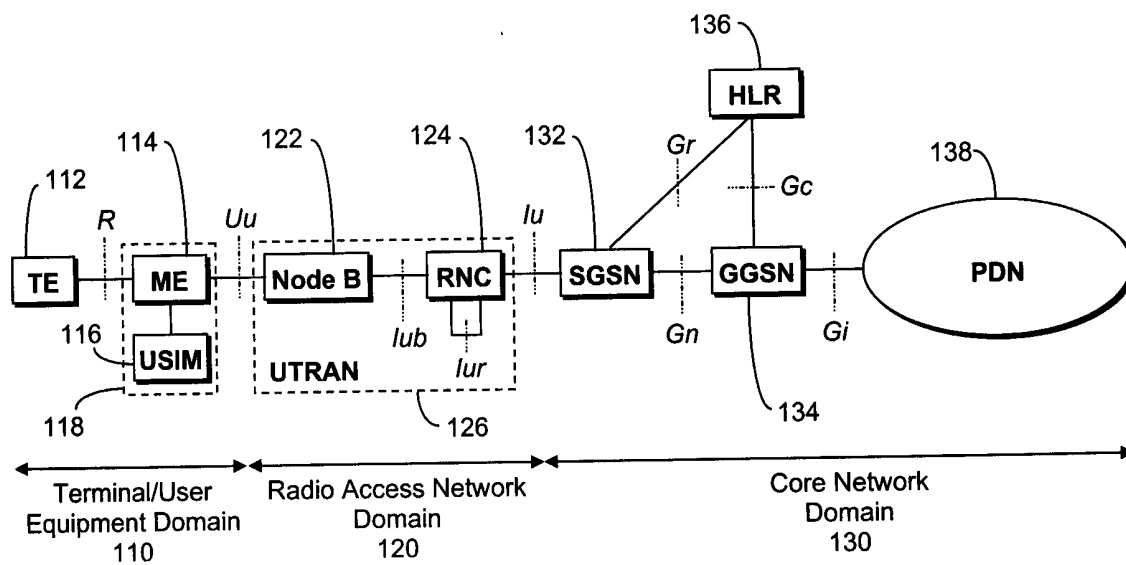 136
HLR
114
122
124
132
Gr
138
112
Gc
R
Uu
Iu
TE
ME
Node B
RNC
SGSN
GGSN
PDN
116
USIM
Iub
Iur
Gn
Gi
UTRAN
118
126
134
Terminal/User
Equipment Domain
110
Radio Access Network
Domain
120
Core Network
Domain
130